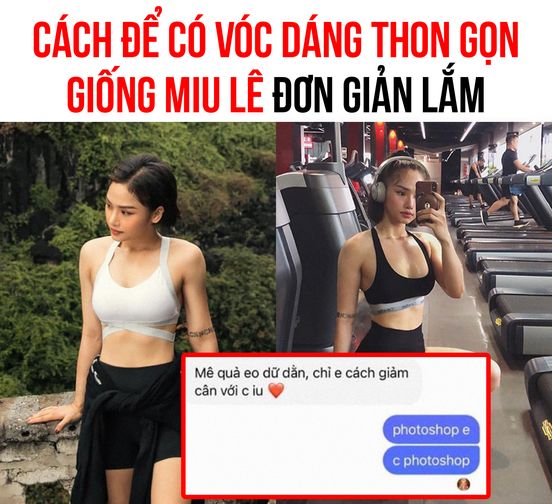 CÁCH ĐỂ CÓ VÓC DÁNG THON GỌN
GIỐNG MIU LÊ ĐƠN GIẢN LẮM
Mê quà eo dữ dằn, chỉ e cách giảm
cân với c iu ❤️
photoshop e
c photoshop